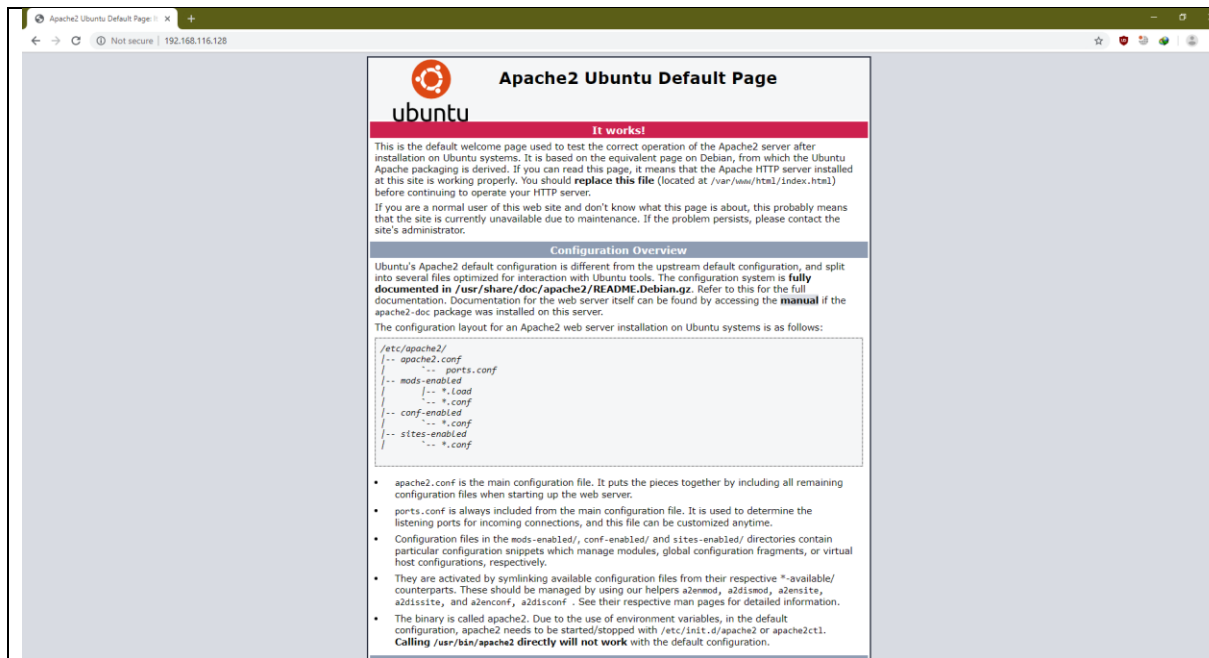 Apache2 Ubuntu Default Page: It
Not secure | 192.168.116.128
Apache2 Ubuntu Default Page
ubuntu
It works!
This is the default welcome page used to test the correct operation of the Apache2 server after
installation on Ubuntu systems. It is based on the equivalent page on Debian, from which the Ubuntu
Apache packaging is derived. If you can read this page, it means that the Apache HTTP server installed
at this site is working properly. You should replace this file (located at /var/www/html/index.html)
before continuing to operate your HTTP server.
If you are a normal user of this web site and don't know what this page is about, this probably means
that the site is currently unavailable due to maintenance. If the problem persists, please contact the
site's administrator.
Configuration Overview
Ubuntu's Apache2 default configuration is different from the upstream default configuration, and split
into several files optimized for interaction with Ubuntu tools. The configuration system is fully
documented in /usr/share/doc/apache2/README.Debian.gz. Refer to this for the full
documentation. Documentation for the web server itself can be found by accessing the manual if the
apache2-doc package was installed on this server.
The configuration layout for an Apache2 web server installation on Ubuntu systems is as follows:
/etc/apache2/
|-- apache2.conf
|       `--  ports.conf
|-- mods-enabled
|       |-- *.load
|       `-- *.conf
|-- conf-enabled
|       `-- *.conf
|-- sites-enabled
|       `-- *.conf
• apache2.conf is the main configuration file. It puts the pieces together by including all remaining
configuration files when starting up the web server.
• ports.conf is always included from the main configuration file. It is used to determine the
listening ports for incoming connections, and this file can be customized anytime.
• Configuration files in the mods-enabled/, conf-enabled/ and sites-enabled/ directories contain
particular configuration snippets which manage modules, global configuration fragments, or virtual
host configurations, respectively.
• They are activated by symlinking available configuration files from their respective *-available/
counterparts. These should be managed by using our helpers a2enmod, a2dismod, a2ensite,
a2dissite, and a2enconf, a2disconf . See their respective man pages for detailed information.
• The binary is called apache2. Due to the use of environment variables, in the default
configuration, apache2 needs to be started/stopped with /etc/init.d/apache2 or apache2ctl.
Calling /usr/bin/apache2 directly will not work with the default configuration.